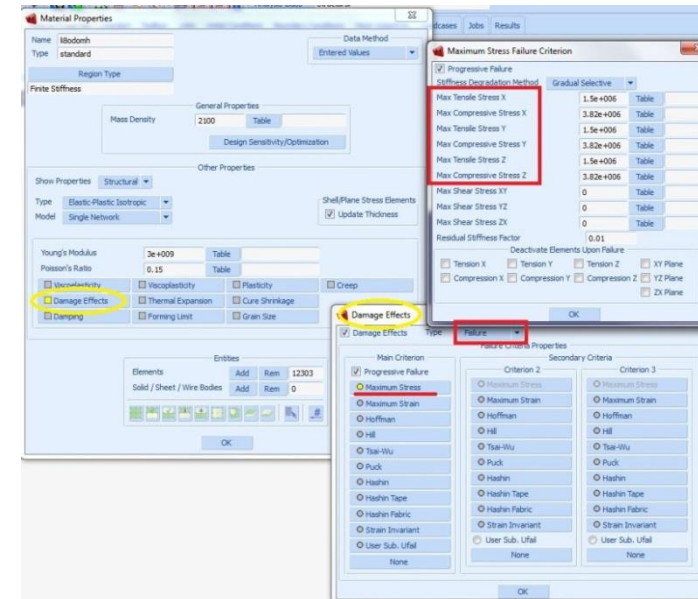 Material Properties
Name liBodomh
Type standard
Data Method
Entered Values
Region Type
Finite Stiffness
General Properties
Mass Density 2100 Table
Design Sensitivity/Optimization
Other Properties
Show Properties Structural
Type Elastic-Plastic Isotropic
Model Single Network
Shell/Plane Stress Elements
Update Thickness
Young's Modulus 3e+009 Table
Poisson's Ratio 0.15 Table
Viscoelasticity Viscoplasticity Plasticity Creep
Damage Effects Thermal Expansion Cure Shrinkage
Damping Forming Limit Grain Size
Entities
Elements Add Rem 12303
Solid / Sheet / Wire Bodies Add Rem 0
OK
dcases Jobs Results
Maximum Stress Failure Criterion
Progressive Failure
Stiffness Degradation Method Gradual Selective
Max Tensile Stress X 1.5e+006 Table
Max Compressive Stress X 3.82e+006 Table
Max Tensile Stress Y 1.5e+006 Table
Max Compressive Stress Y 3.82e+006 Table
Max Tensile Stress Z 1.5e+006 Table
Max Compressive Stress Z 3.82e+006 Table
Max Shear Stress XY 0 Table
Max Shear Stress YZ 0 Table
Max Shear Stress ZX 0 Table
Residual Stiffness Factor 0.01
Deactivate Elements Upon Failure
Tension X Tension Y Tension Z XY Plane
Compression X Compression Y Compression Z YZ Plane
ZX Plane
OK
Damage Effects
Damage Effects Type Failure
Failure Criteria Properties
Main Criterion Secondary Criteria
Progressive Failure Criterion 2 Criterion 3
Maximum Stress Maximum Stress Maximum Stress
Maximum Strain Maximum Strain Maximum Strain
Hoffman Hoffman Hoffman
Hill Hill Hill
Tsai-Wu Tsai-Wu Tsai-Wu
Puck Puck Puck
Hashin Hashin Hashin
Hashin Tape Hashin Tape Hashin Tape
Hashin Fabric Hashin Fabric Hashin Fabric
Strain Invariant Strain Invariant Strain Invariant
User Sub. Ufail User Sub. Ufail User Sub. Ufail
None None None
OK